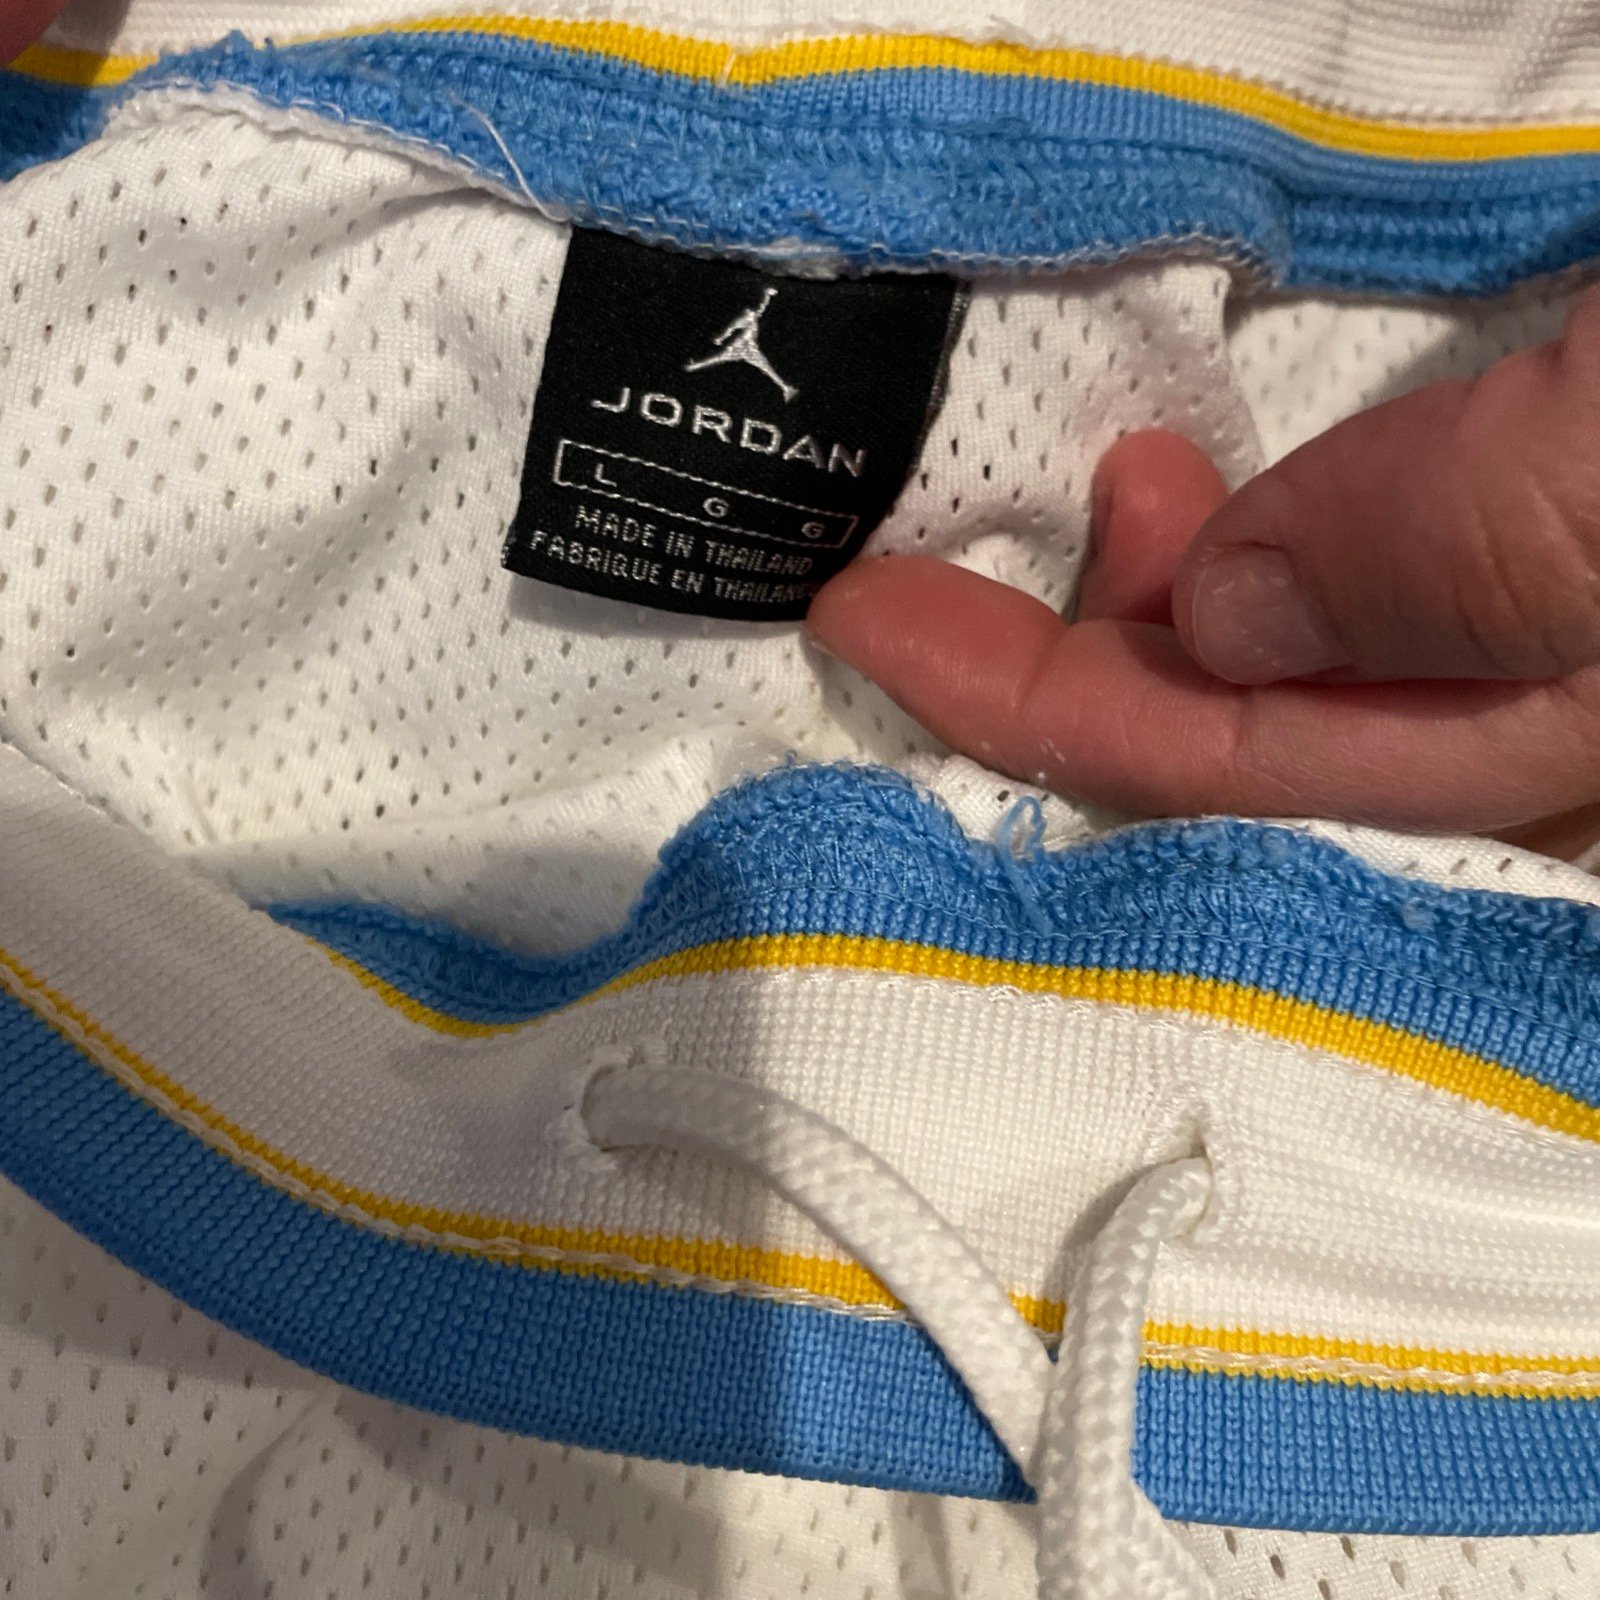 JORDAN
L G G
MADE IN THAILAND
FABRIQUE EN THAILANDE